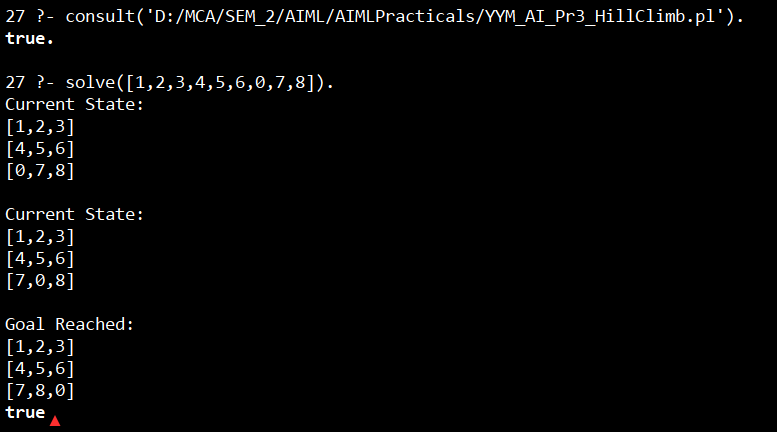 27 ?- consult('D:/MCA/SEM_2/AIML/AIMLPracticals/YYM_AI_Pr3_HillClimb.pl').
true.
27 ?- solve([1,2,3,4,5,6,0,7,8]).
Current State:
[1,2,3]
[4,5,6]
[0,7,8]
Current State:
[1,2,3]
[4,5,6]
[7,0,8]
Goal Reached:
[1,2,3]
[4,5,6]
[7,8,0]
true